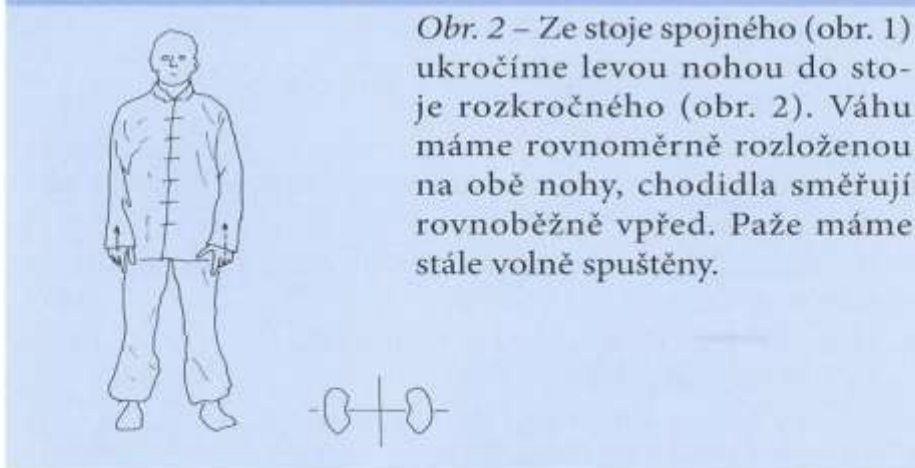 Obr. 2 – Ze stoje spojného (obr. 1)
ukročíme levou nohou do sto-
je rozkročného (obr. 2). Váhu
máme rovnoměrně rozloženou
na obě nohy, chodidla směřují
rovnoběžně vpřed. Paže máme
stále volně spuštěny.